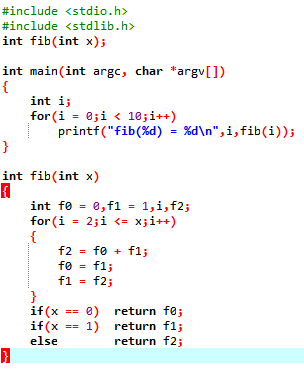 #include <stdio.h>
#include <stdlib.h>
int fib(int x);

int main(int argc, char *argv[])
{
    int i;
    for(i = 0;i < 10;i++)
        printf("fib(%d) = %d\n",i,fib(i));
}

int fib(int x)
{
    int f0 = 0,f1 = 1,i,f2;
    for(i = 2;i <= x;i++)
    {
        f2 = f0 + f1;
        f0 = f1;
        f1 = f2;
    }
    if(x == 0)  return f0;
    if(x == 1)  return f1;
    else        return f2;
}